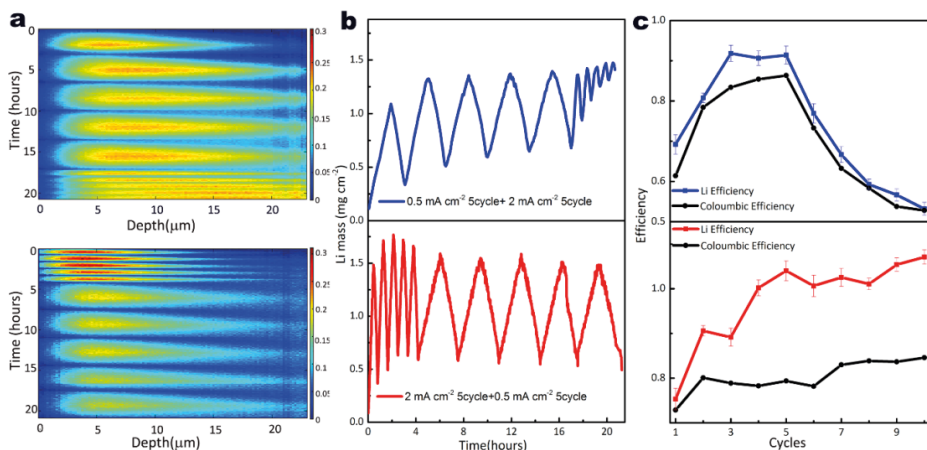 a
b
c
0
5
10
15
20
Time (hours)
0
5
10
15
20
Depth(μm)
0.3
0.25
0.2
0.15
0.1
0.05
0
0
5
10
15
20
Time (hours)
0
5
10
15
20
Depth(μm)
0.3
0.25
0.2
0.15
0.1
0.05
0
Li mass (mg cm⁻²)
1.5
1.0
0.5
0.0
0.5 mA cm⁻² 5cycle+ 2 mA cm⁻² 5cycle
1.5
1.0
0.5
0.0
2 mA cm⁻² 5cycle+0.5 mA cm⁻² 5cycle
0 4 8 12 16 20
Time(hours)
Efficiency
1.0
0.8
0.6
0.5
Li Efficiency
Coloumbic Efficiency
Li Efficiency
Coloumbic Efficiency
1.0
0.8
1 3 5 7 9
Cycles